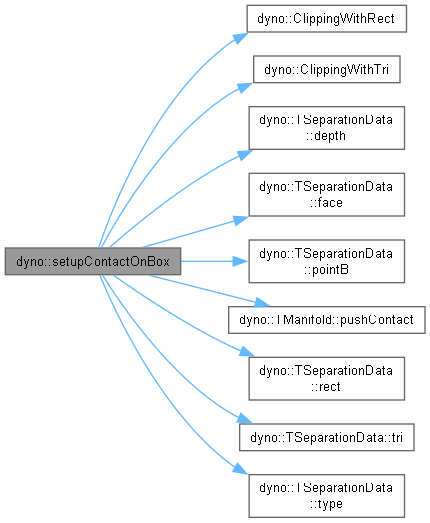 dyno::ClippingWithRect
dyno::ClippingWithTri
dyno::TSeparationData
::depth
dyno::TSeparationData
::face
dyno::setupContactOnBox
dyno::TSeparationData
::pointB
dyno::TManifold::pushContact
dyno::TSeparationData
::rect
dyno::TSeparationData::tri
dyno::TSeparationData
::type